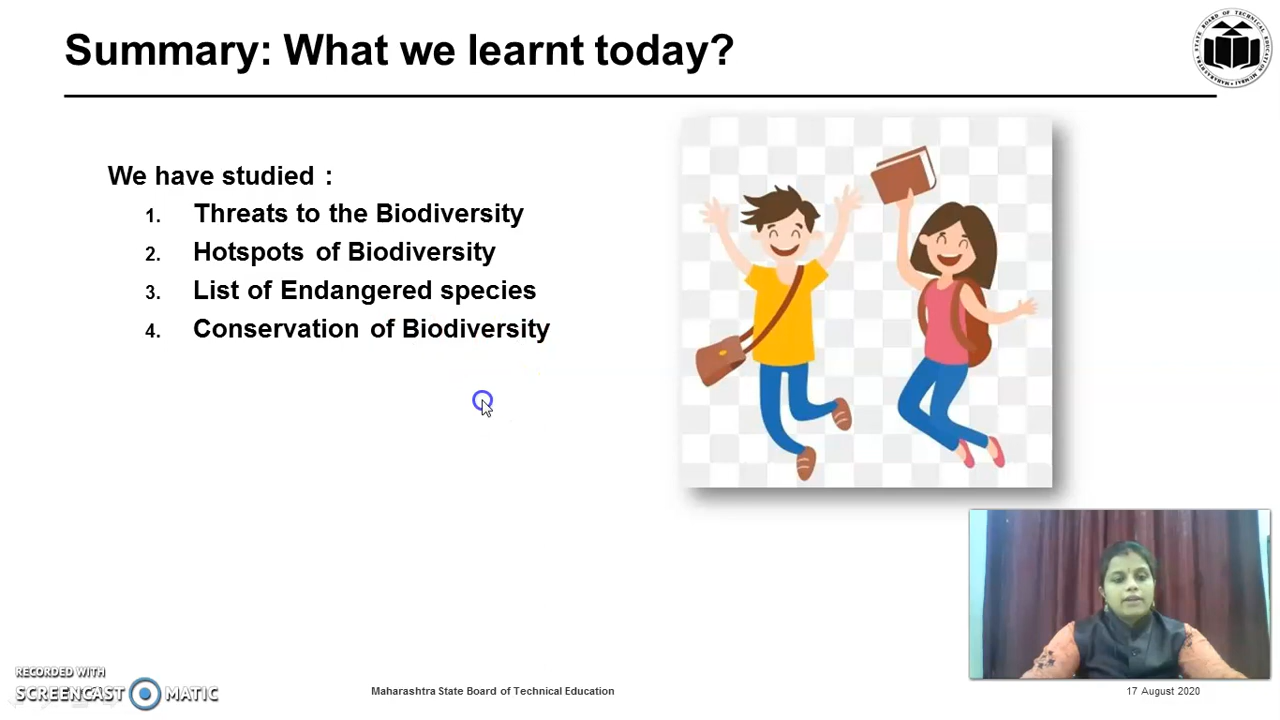 Summary: What we learnt today?
We have studied :
1. Threats to the Biodiversity
2. Hotspots of Biodiversity
3. List of Endangered species
4. Conservation of Biodiversity
RECORDED WITH
SCREENCAST MATIC
Maharashtra State Board of Technical Education
17 August 2020